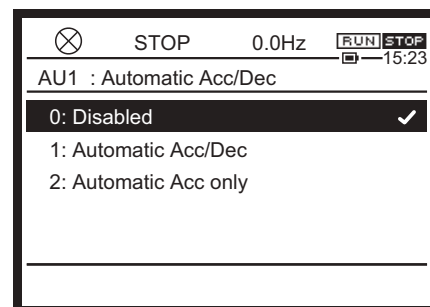 STOP 0.0Hz RUN STOP
15:23
AU1 : Automatic Acc/Dec
0: Disabled
1: Automatic Acc/Dec
2: Automatic Acc only